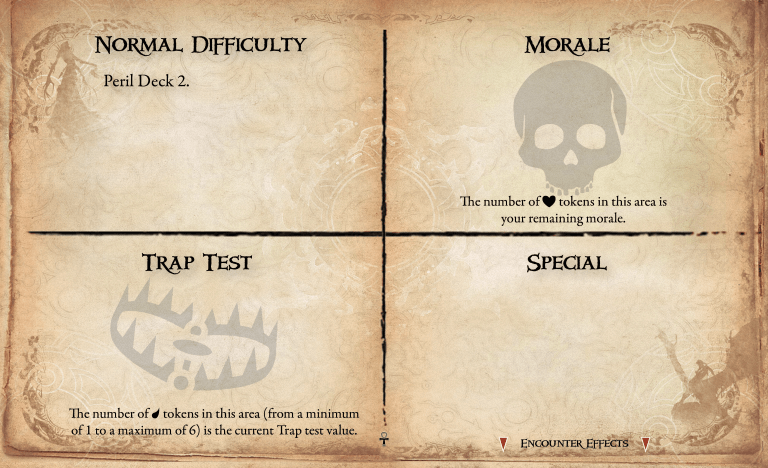 Normal Difficulty
Peril Deck 2.
Morale
The number of ♥ tokens in this area is
your remaining morale.
Trap Test
The number of tokens in this area (from a minimum
of 1 to a maximum of 6) is the current Trap test value.
Special
Encounter Effects